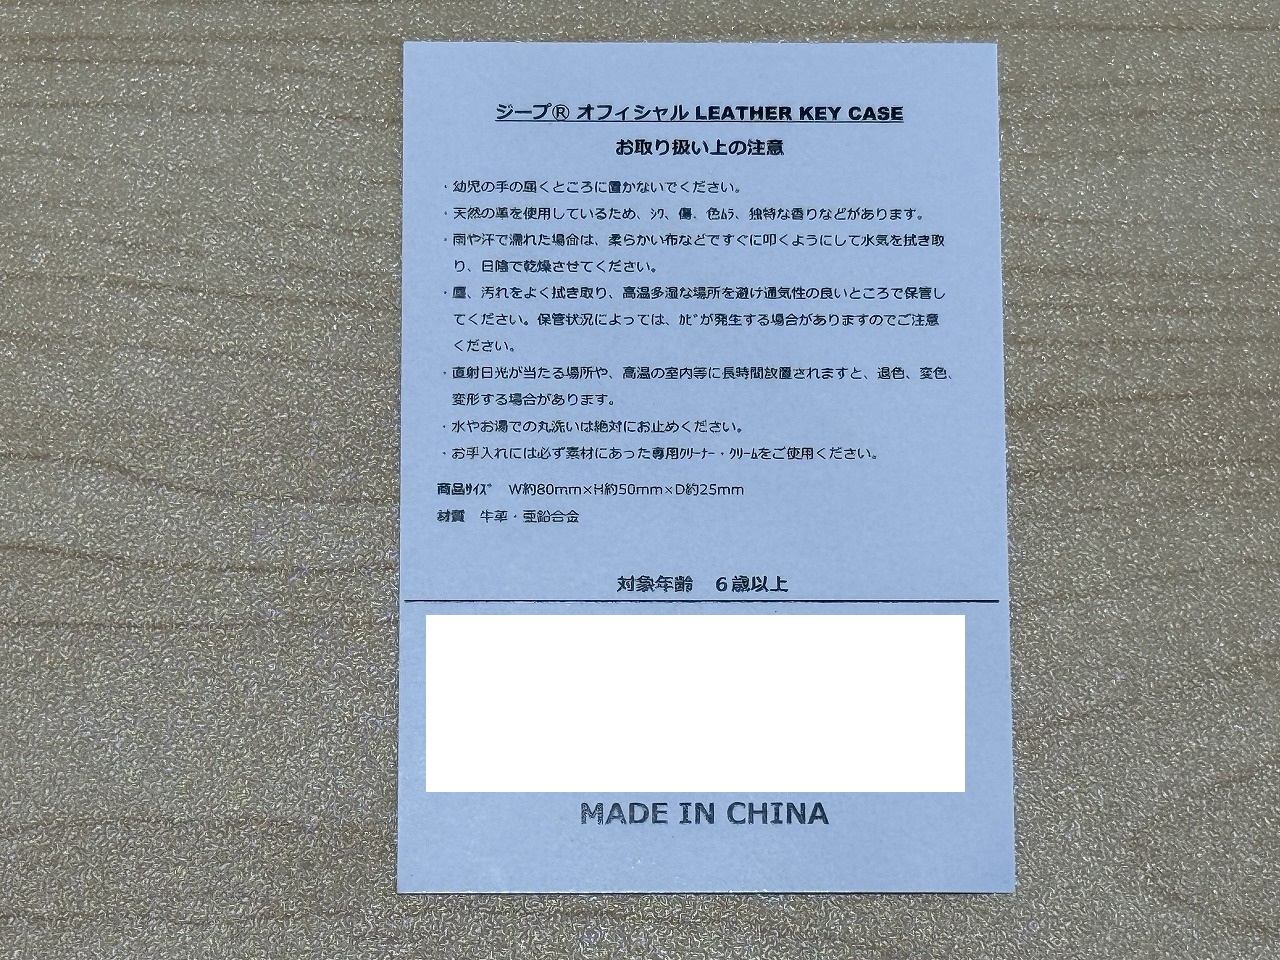 ジープ® オフィシャル LEATHER KEY CASE
お取り扱い上の注意
・幼児の手の届くところに置かないでください。
・天然の革を使用しているため、ｼﾜ、傷、色ﾑﾗ、独特な香りなどがあります。
・雨や汗で濡れた場合は、柔らかい布などですぐに叩くようにして水気を拭き取
り、日陰で乾燥させてください。
・塵、汚れをよく拭き取り、高温多湿な場所を避け通気性の良いところで保管し
てください。保管状況によっては、ｶﾋﾞが発生する場合がありますのでご注意
ください。
・直射日光が当たる場所や、高温の室内等に長時間放置されますと、退色、変色、
変形する場合があります。
・水やお湯での丸洗いは絶対にお止めください。
・お手入れには必ず素材にあった専用ｸﾘｰﾅｰ・ｸﾘｰﾑをご使用ください。
商品ｻｲｽﾞ W約80mm×H約50mm×D約25mm
材質 牛革・亜鉛合金
対象年齢 6歳以上
MADE IN CHINA